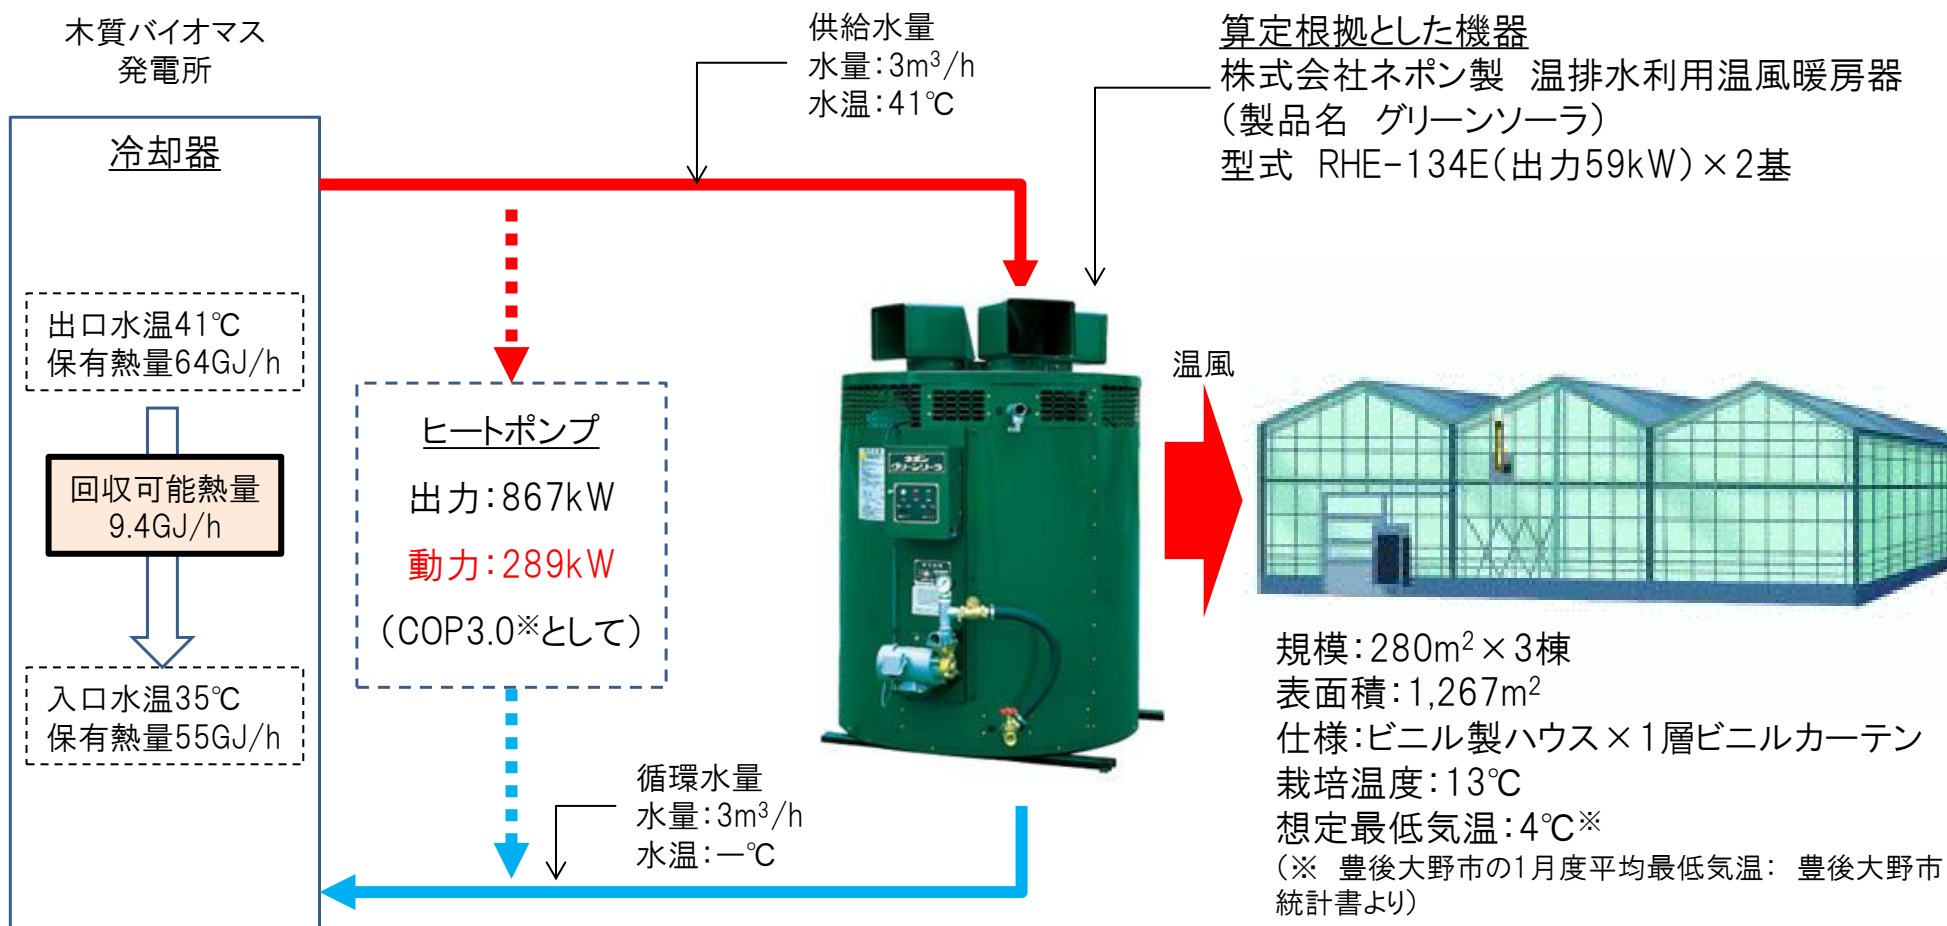 木質バイオマス
発電所
冷却器
出口水温41℃
保有熱量64GJ/h
回収可能熱量
9.4GJ/h
入口水温35℃
保有熱量55GJ/h
供給水量
水量：3m³/h
水温：41℃
ヒートポンプ
出力：867kW
動力：289kW
（COP3.0※として）
循環水量
水量：3m³/h
水温：－℃
算定根拠とした機器
株式会社ネポン製　温排水利用温風暖房器
（製品名　グリーンソーラ）
型式　RHE-134E（出力59kW）×2基
ネポン
グリーンソーラ
温風
規模：280m²×3棟
表面積：1,267m²
仕様：ビニル製ハウス×1層ビニルカーテン
栽培温度：13℃
想定最低気温：4℃※
（※　豊後大野市の1月度平均最低気温：　豊後大野市
統計書より）